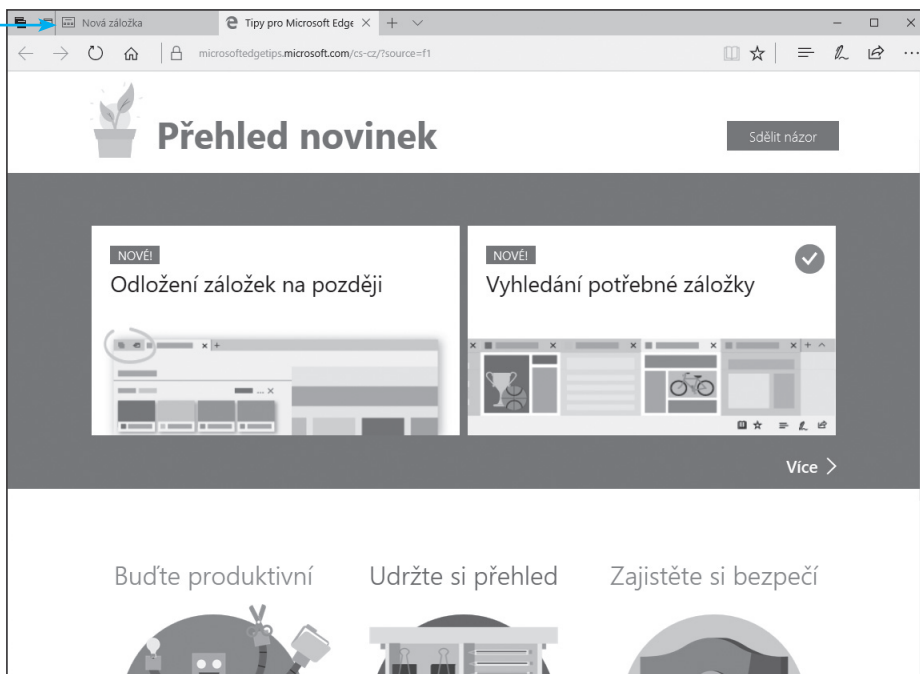 Nová záložka
Tipy pro Microsoft Edge
microsoftedgetips.microsoft.com/cs-cz/?source=f1
Přehled novinek
Sdělit názor
NOVÉ!
Odložení záložek na později
NOVÉ!
Vyhledání potřebné záložky
Více
Buďte produktivní
Udržte si přehled
Zajistěte si bezpečí